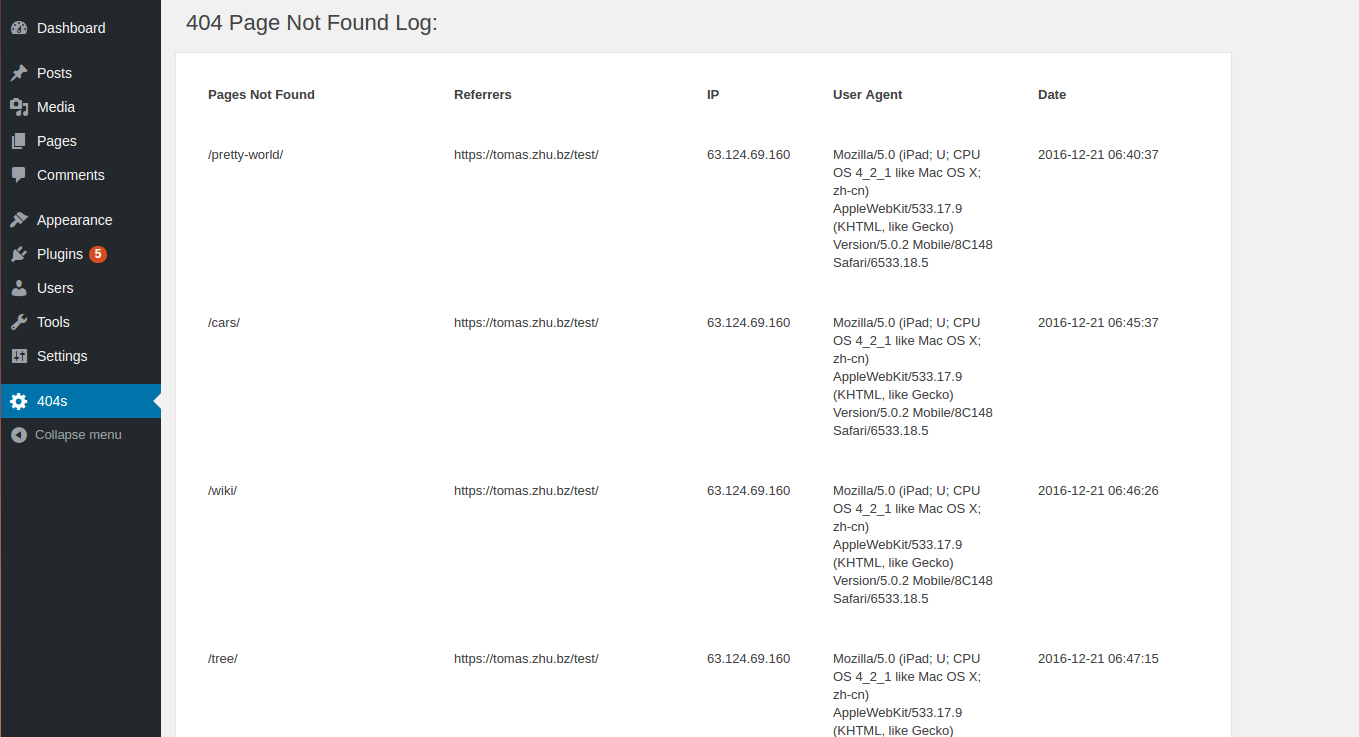 Dashboard
Posts
Media
Pages
Comments
Appearance
Plugins 5
Users
Tools
Settings
404s
Collapse menu
404 Page Not Found Log:
Pages Not Found Referrers IP User Agent Date
/pretty-world/ https://tomas.zhu.bz/test/ 63.124.69.160 Mozilla/5.0 (iPad; U; CPU 2016-12-21 06:40:37
OS 4_2_1 like Mac OS X;
zh-cn)
AppleWebKit/533.17.9
(KHTML, like Gecko)
Version/5.0.2 Mobile/8C148
Safari/6533.18.5
/cars/ https://tomas.zhu.bz/test/ 63.124.69.160 Mozilla/5.0 (iPad; U; CPU 2016-12-21 06:45:37
OS 4_2_1 like Mac OS X;
zh-cn)
AppleWebKit/533.17.9
(KHTML, like Gecko)
Version/5.0.2 Mobile/8C148
Safari/6533.18.5
/wiki/ https://tomas.zhu.bz/test/ 63.124.69.160 Mozilla/5.0 (iPad; U; CPU 2016-12-21 06:46:26
OS 4_2_1 like Mac OS X;
zh-cn)
AppleWebKit/533.17.9
(KHTML, like Gecko)
Version/5.0.2 Mobile/8C148
Safari/6533.18.5
/tree/ https://tomas.zhu.bz/test/ 63.124.69.160 Mozilla/5.0 (iPad; U; CPU 2016-12-21 06:47:15
OS 4_2_1 like Mac OS X;
zh-cn)
AppleWebKit/533.17.9
(KHTML, like Gecko)